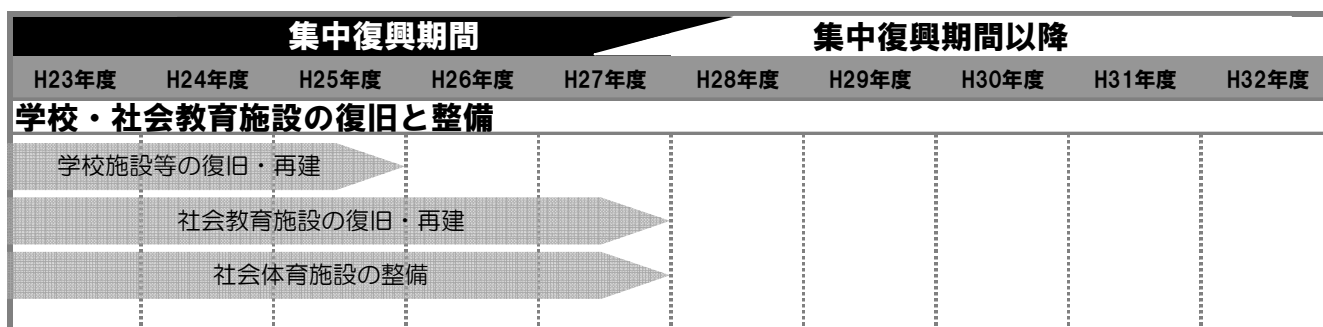 集中復興期間 集中復興期間以降
H23年度 H24年度 H25年度 H26年度 H27年度 H28年度 H29年度 H30年度 H31年度 H32年度
学校・社会教育施設の復旧と整備
学校施設等の復旧・再建
社会教育施設の復旧・再建
社会体育施設の整備